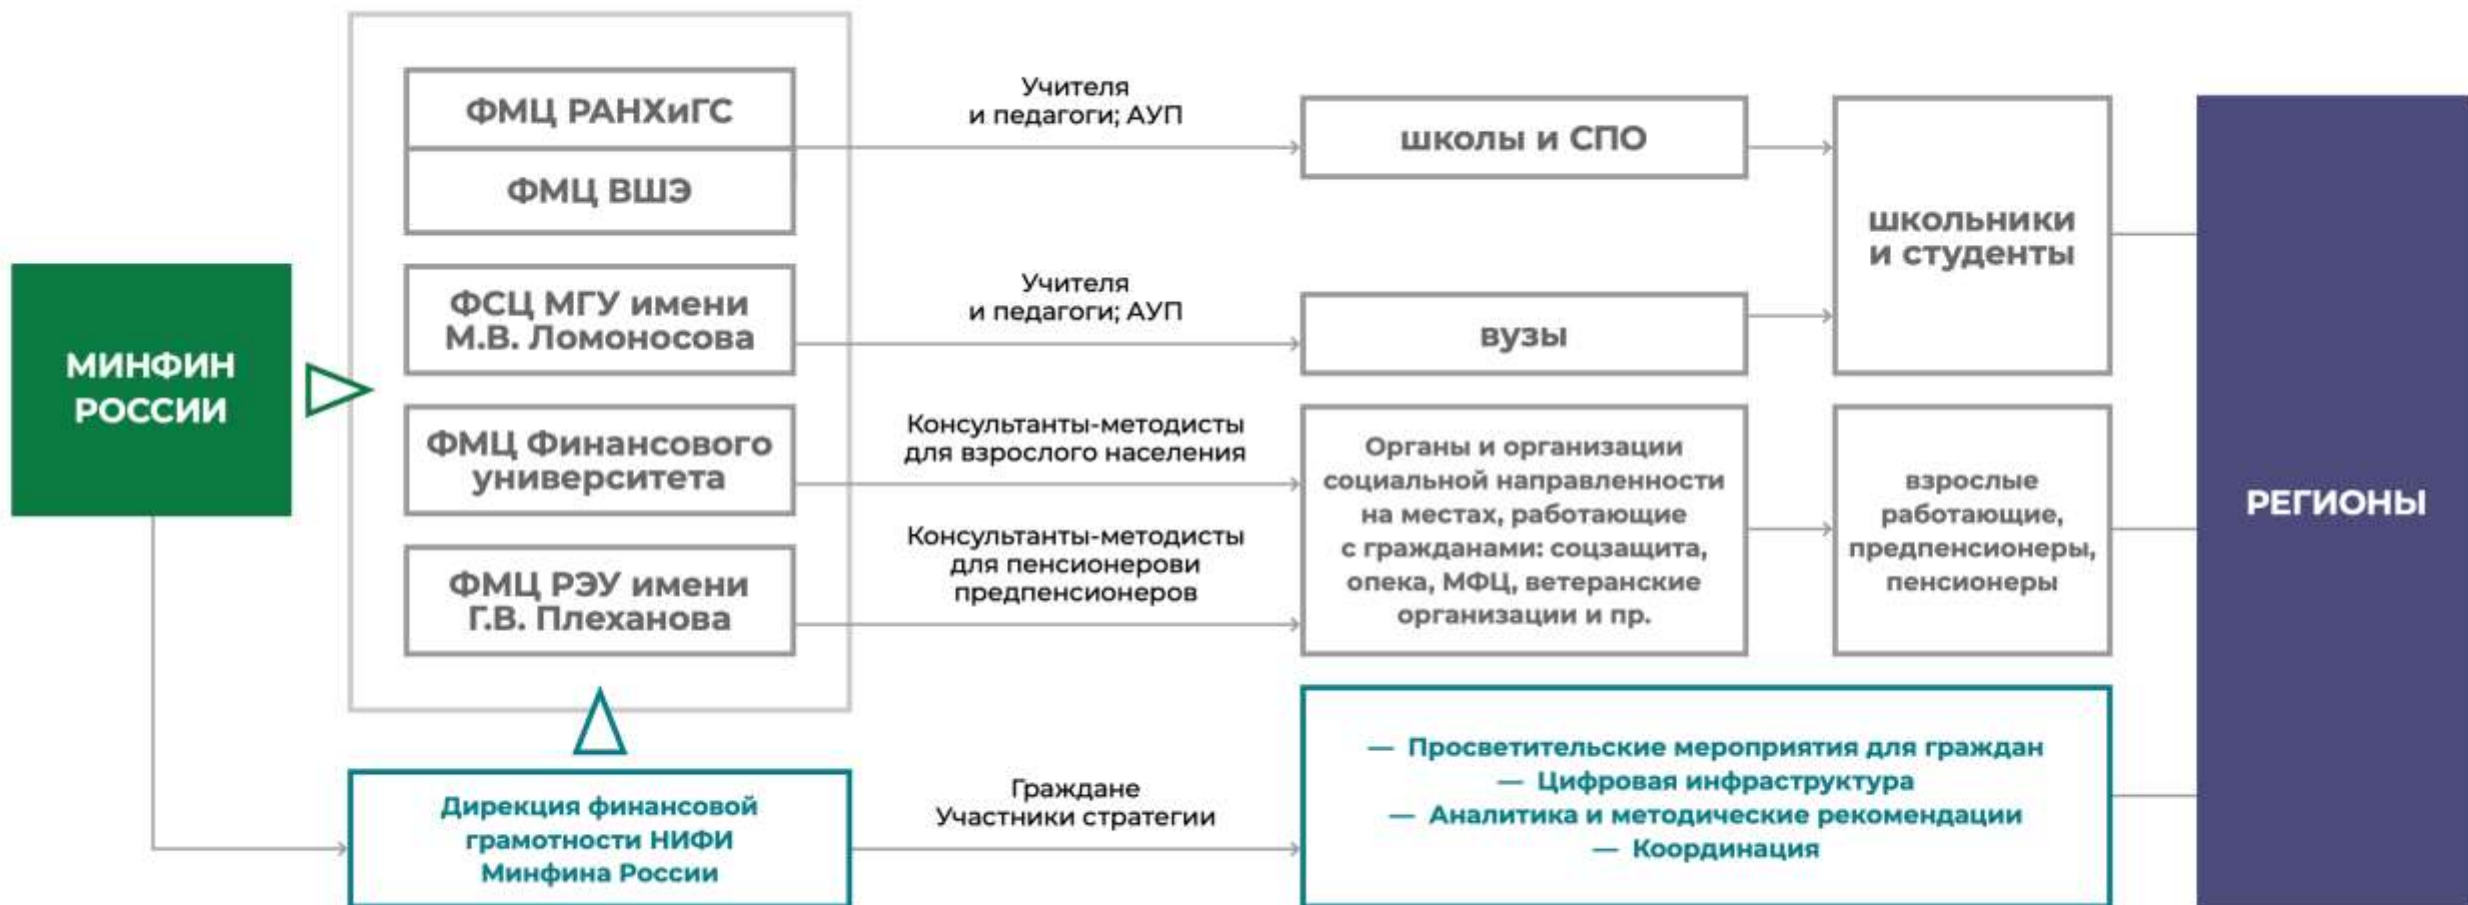 МИНФИН
РОССИИ
ФМЦ РАНХиГС
ФМЦ ВШЭ
ФСЦ МГУ имени
М.В. Ломоносова
ФМЦ Финансового
университета
ФМЦ РЭУ имени
Г.В. Плеханова
Дирекция финансовой
грамотности НИФИ
Минфина России
Учителя
и педагоги; АУП
Учителя
и педагоги; АУП
Консультанты-методисты
для взрослого населения
Консультанты-методисты
для пенсионерови
предпенсионеров
Граждане
Участники стратегии
школы и СПО
вузы
Органы и организации
социальной направленности
на местах, работающие
с гражданами: соцзащита,
опека, МФЦ, ветеранские
организации и пр.
школьники
и студенты
взрослые
работающие,
предпенсионеры,
пенсионеры
— Просветительские мероприятия для граждан
— Цифровая инфраструктура
— Аналитика и методические рекомендации
— Координация
РЕГИОНЫ